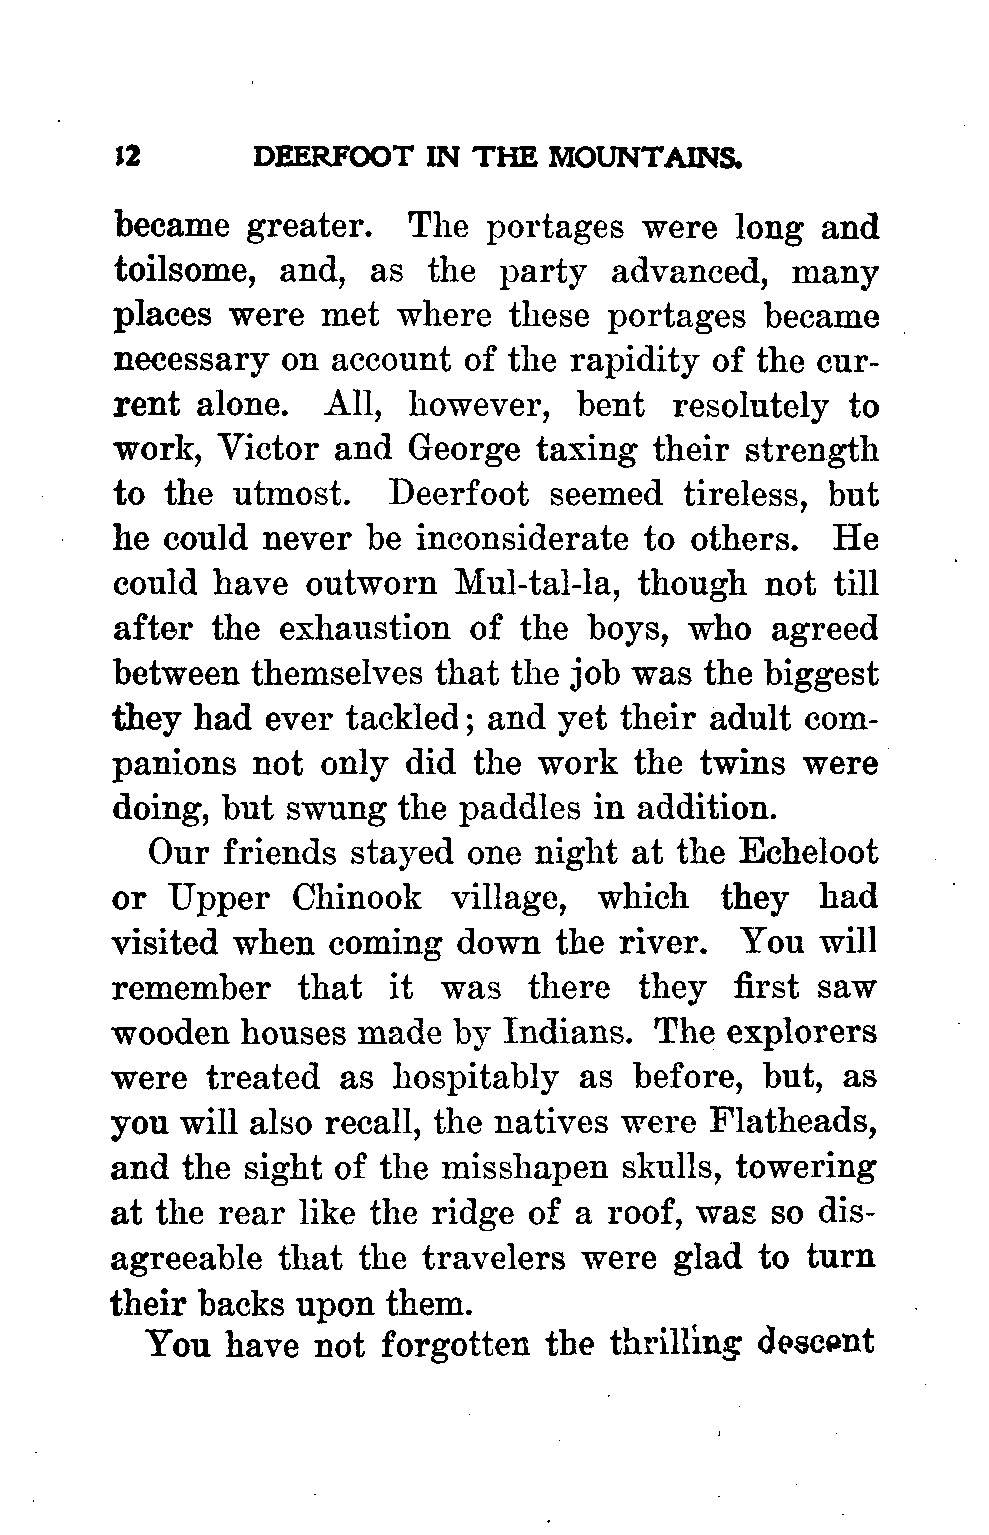 12 DEERFOOT IN THE MOUNTAINS.
became greater. The portages were long and
toilsome, and, as the party advanced, many
places were met where these portages became
necessary on account of the rapidity of the cur-
rent alone. All, however, bent resolutely to
work, Victor and George taxing their strength
to the utmost. Deerfoot seemed tireless, but
he could never be inconsiderate to others. He
could have outworn Mul-tal-la, though not till
after the exhaustion of the boys, who agreed
between themselves that the job was the biggest
they had ever tackled; and yet their adult com-
panions not only did the work the twins were
doing, but swung the paddles in addition.
Our friends stayed one night at the Echeloot
or Upper Chinook village, which they had
visited when coming down the river. You will
remember that it was there they first saw
wooden houses made by Indians. The explorers
were treated as hospitably as before, but, as
you will also recall, the natives were Flatheads,
and the sight of the misshapen skulls, towering
at the rear like the ridge of a roof, was so dis-
agreeable that the travelers were glad to turn
their backs upon them.
You have not forgotten the thrilling descent